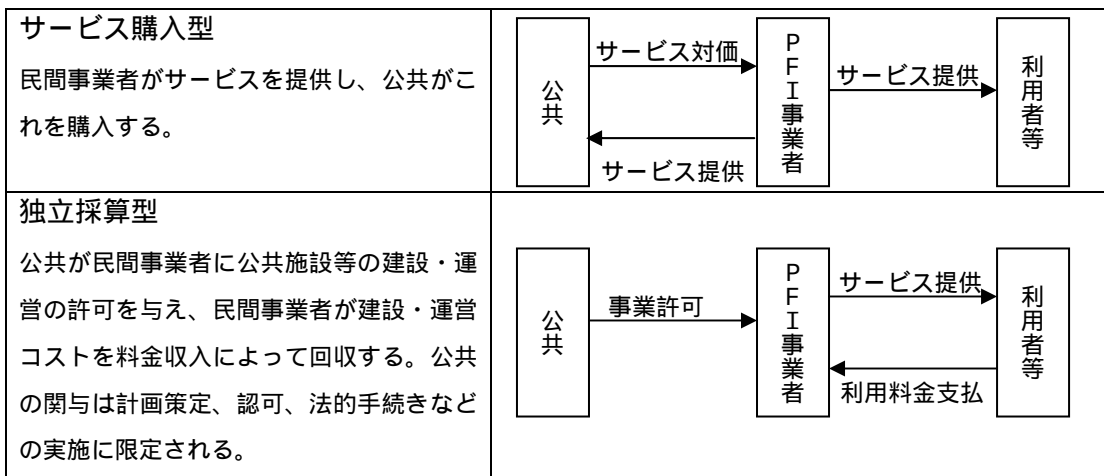 サービス購入型
民間事業者がサービスを提供し、公共がこ
れを購入する。
公共
サービス対価
サービス提供
PFI事業者
サービス提供
利用者等
独立採算型
公共が民間事業者に公共施設等の建設・運
営の許可を与え、民間事業者が建設・運営
コストを料金収入によって回収する。公共
の関与は計画策定、認可、法的手続きなど
の実施に限定される。
公共
事業許可
PFI事業者
サービス提供
利用料金支払
利用者等